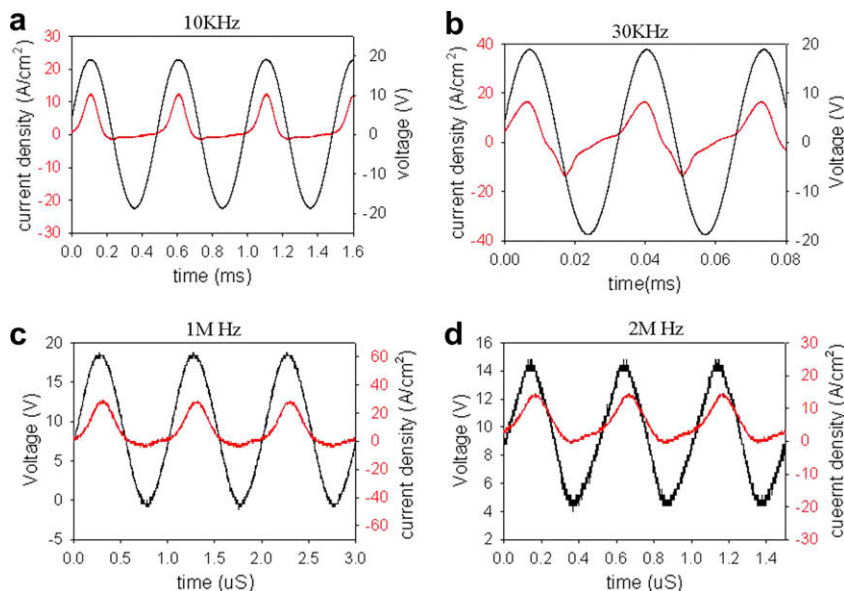 a
10KHz
current density (A/cm²)
30
20
10
0
-10
-20
-30
20
10
0
-10
-20
voltage (V)
0.0 0.2 0.4 0.6 0.8 1.0 1.2 1.4 1.6
time (ms)
b
30KHz
current density (A/cm²)
40
20
0
-20
-40
20
10
0
-10
-20
Voltage (V)
0.00 0.02 0.04 0.06 0.08
time(ms)
c
1M Hz
Voltage (V)
20
15
10
5
0
-5
60
40
20
0
-20
-40
-60
current density (A/cm²)
0.0 0.5 1.0 1.5 2.0 2.5 3.0
time (uS)
d
2M Hz
Voltage (V)
16
14
12
10
8
6
4
2
30
20
10
0
-10
-20
-30
cueernt density (A/cm²)
0.0 0.2 0.4 0.6 0.8 1.0 1.2 1.4
time (uS)